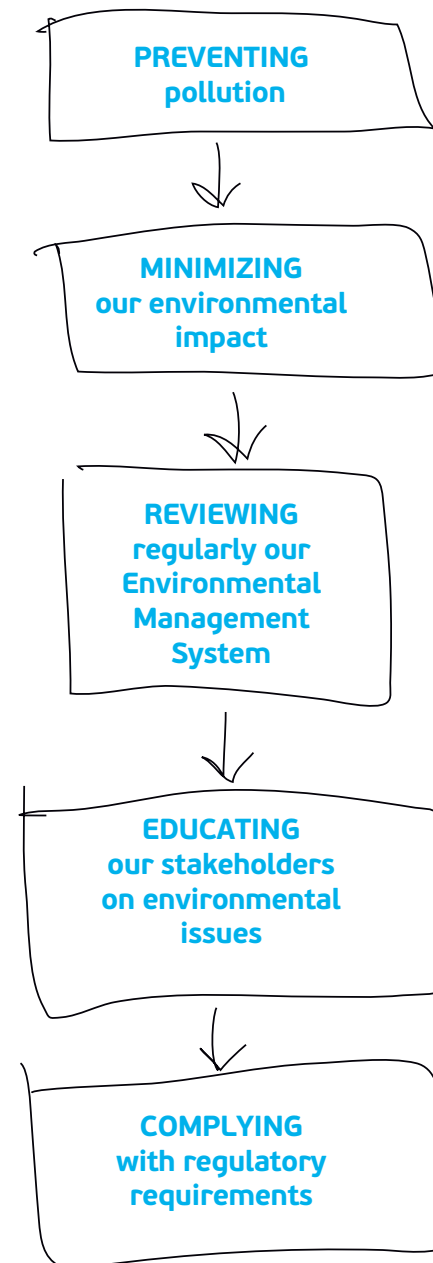 PREVENTING
pollution
MINIMIZING
our environmental
impact
REVIEWING
regularly our
Environmental
Management
System
EDUCATING
our stakeholders
on environmental
issues
COMPLYING
with regulatory
requirements